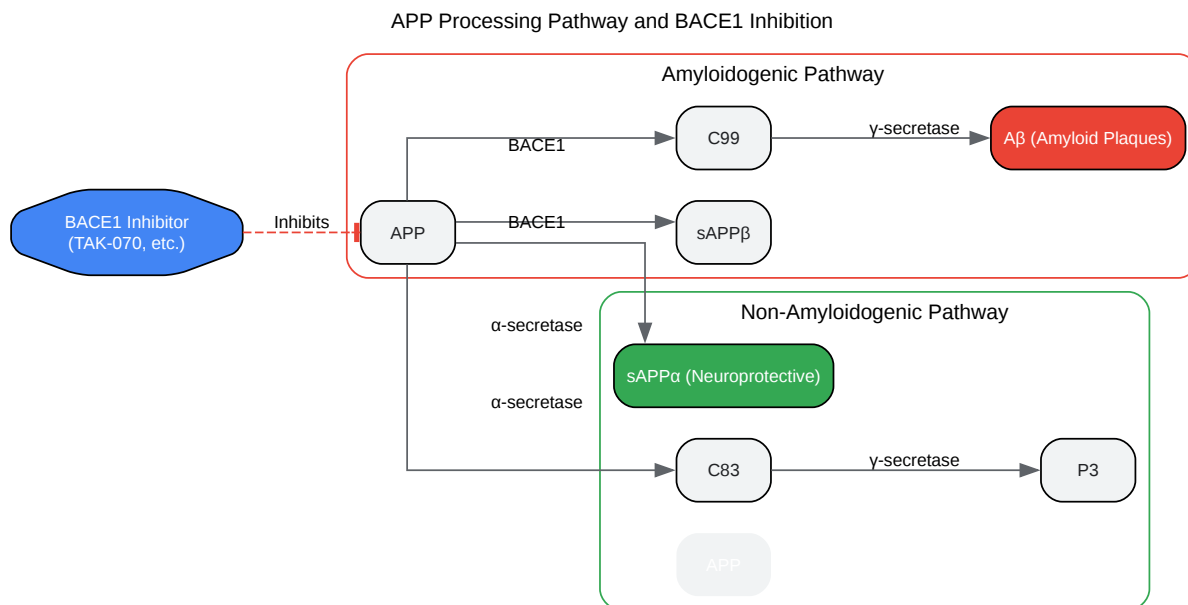 APP Processing Pathway and BACE1 Inhibition
Amyloidogenic Pathway
BACE1
C99
γ-secretase
Aβ (Amyloid Plaques)
BACE1 Inhibitor
(TAK-070, etc.)
Inhibits
APP
BACE1
sAPPβ
Non-Amyloidogenic Pathway
α-secretase
sAPPα (Neuroprotective)
α-secretase
C83
γ-secretase
P3
APP